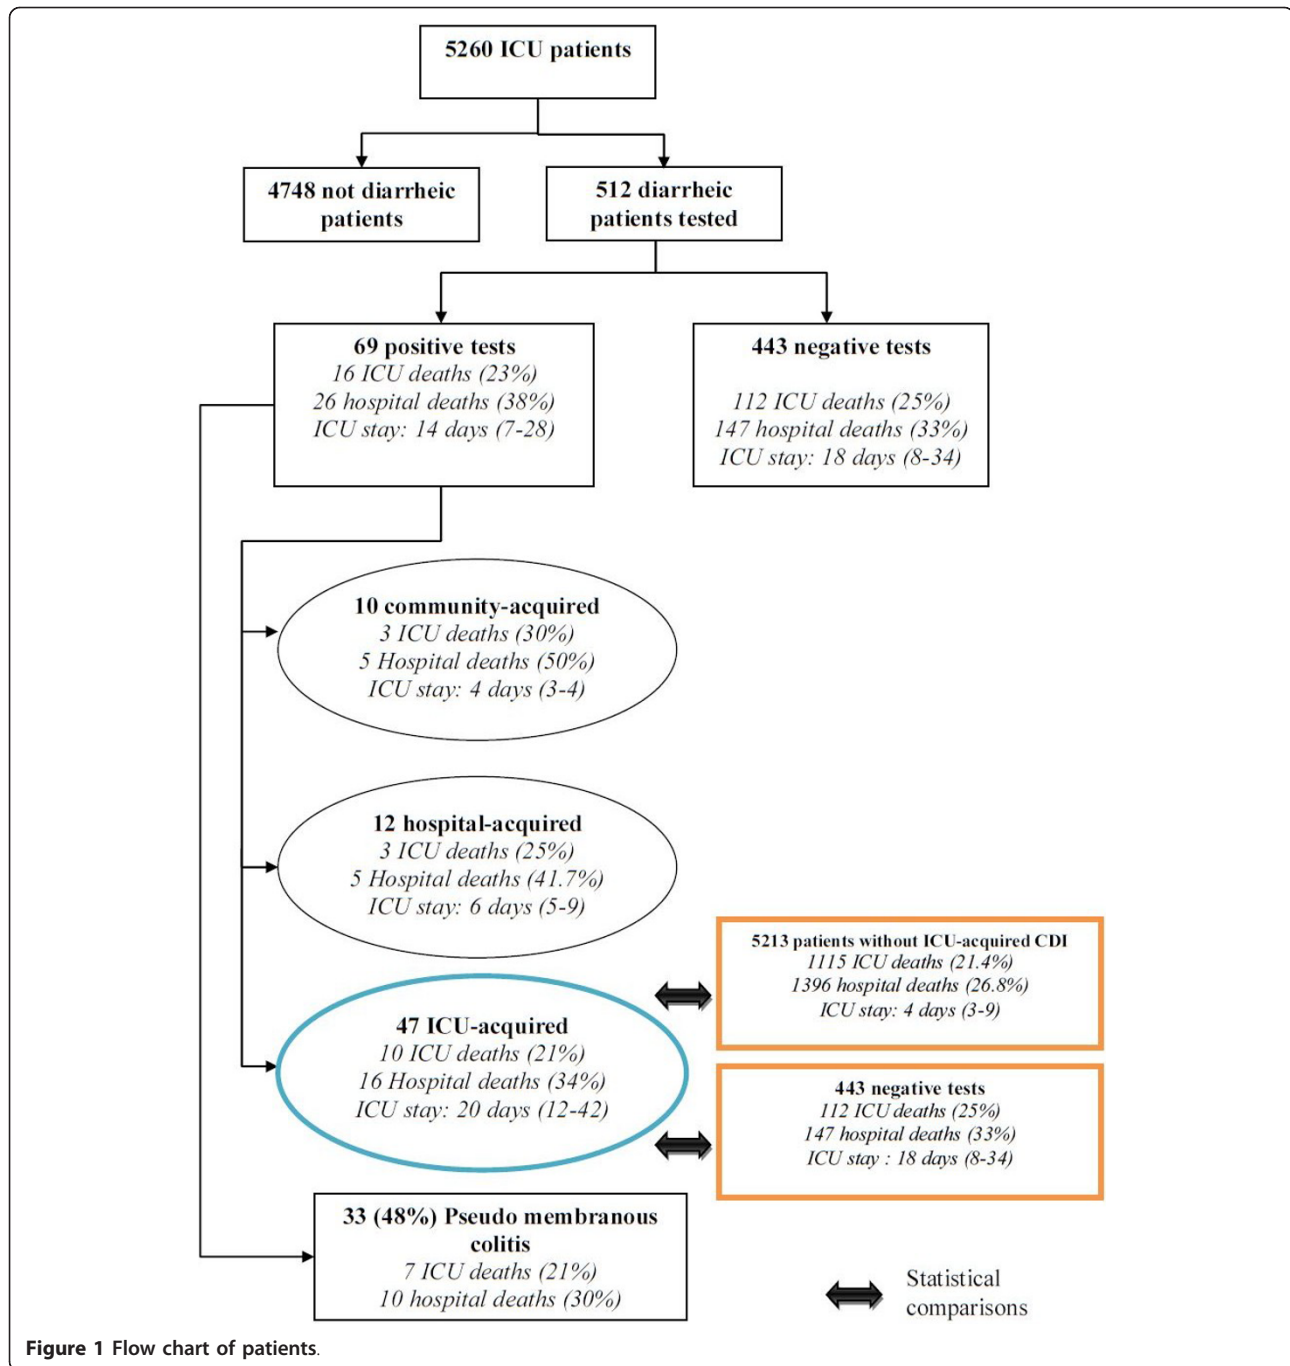 5260 ICU patients
4748 not diarrheic
patients
512 diarrheic
patients tested
69 positive tests
16 ICU deaths (23%)
26 hospital deaths (38%)
ICU stay: 14 days (7-28)
443 negative tests
112 ICU deaths (25%)
147 hospital deaths (33%)
ICU stay: 18 days (8-34)
10 community-acquired
3 ICU deaths (30%)
5 Hospital deaths (50%)
ICU stay: 4 days (3-4)
12 hospital-acquired
3 ICU deaths (25%)
5 Hospital deaths (41.7%)
ICU stay: 6 days (5-9)
47 ICU-acquired
10 ICU deaths (21%)
16 Hospital deaths (34%)
ICU stay: 20 days (12-42)
5213 patients without ICU-acquired CDI
1115 ICU deaths (21.4%)
1396 hospital deaths (26.8%)
ICU stay: 4 days (3-9)
443 negative tests
112 ICU deaths (25%)
147 hospital deaths (33%)
ICU stay : 18 days (8-34)
33 (48%) Pseudo membranous
colitis
7 ICU deaths (21%)
10 hospital deaths (30%)
Statistical
comparisons
Figure 1 Flow chart of patients.